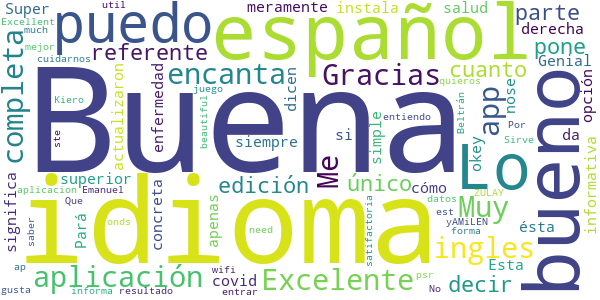 Super
util
meramente
instala
salud
parte
Excellent
much
puedo
español
derecha
mejor
cuidarnos
referente
Gracias
cuanto
pone
Genial
completa
actualizaron
enfermedad
encanta
dicen
app
nose
opción
Kiero
juego
Buena
quieros
Por
ste
beautiful
siempre
si
simple
entiendo
Beltrán
okey
Lo
Sirve
da
bueno
informativa
superior
edición
Me
único
cómo
ésta
significa
aplicacion
Emanuel
concreta
apenas
datos
2ULAY
Que
Pará
idioma
est
Muy
yAMiLEN
forma
saber
onds
need
satifactoria
ingles
Esta
ap
aplicación
wifi
covid
Excelente
psr
decir
gusta
informa
resultado
entrar
No